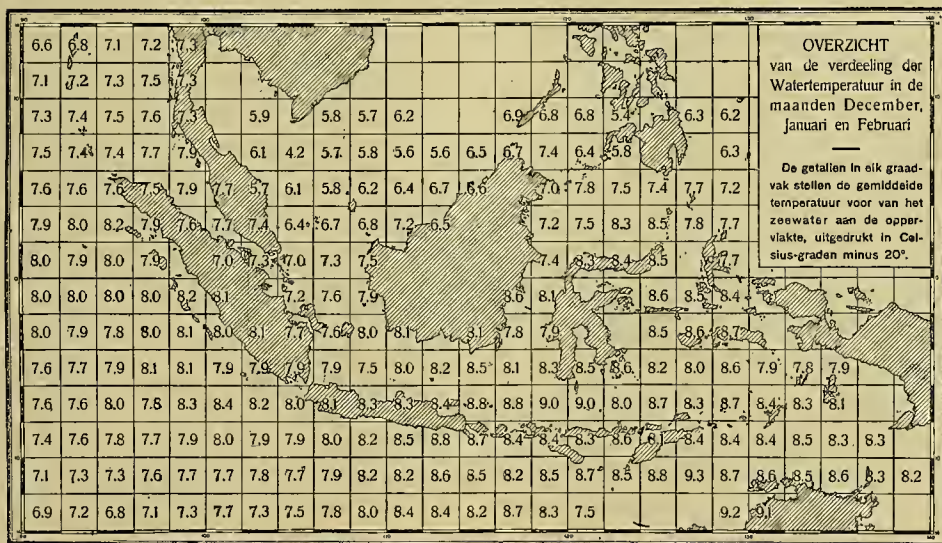 OVERZICHT
van de verdeeling der
Watertemperatuur in de
maanden December,
Januari en Februari
De getallen in elk graad-
vak stellen de gemiddelde
temperatuur voor van het
zeewater aan de opper-
vlakte, uitgedrukt in Cel-
sius-graden minus 20°.
6.6 6.8 7.1 7.2 7.3
7.1 7.2 7.3 7.5 7.3
7.3 7.4 7.5 7.6 7.3 5.9 5.8 5.7 6.2 6.9 6.8 6.8 5.4 6.3 6.2
7.5 7.4 7.4 7.7 7.9 6.1 4.2 5.7 5.8 5.6 5.6 6.5 6.7 7.4 6.4 5.8 6.3
7.6 7.6 7.6 7.5 7.9 7.7 5.7 6.1 5.8 6.2 6.4 6.7 6.6 7.0 7.8 7.5 7.4 7.7 7.2
7.9 8.0 8.2 7.9 7.6 7.7 7.4 6.4 6.7 6.8 7.2 6.5 7.2 7.5 8.3 8.5 7.8 7.7
8.0 7.9 8.0 7.9 7.0 7.3 7.0 7.3 7.5 7.4 8.3 8.4 8.5 7.7
8.0 8.0 8.0 8.0 8.2 8.1 7.2 7.6 7.9 8.6 8.1 8.6 8.5 8.4
8.0 7.9 7.8 8.0 8.1 8.0 8.1 7.7 7.6 8.0 8.1 8.1 7.8 7.9 8.5 8.6 8.7
7.6 7.7 7.9 8.1 8.1 7.9 7.9 7.9 7.9 7.5 8.0 8.2 8.5 8.1 8.3 8.5 8.6 8.2 8.0 8.6 7.9 7.8 7.9
7.6 7.6 8.0 7.8 8.3 8.4 8.2 8.0 8.1 8.3 8.3 8.4 8.8 8.8 9.0 9.0 8.0 8.7 8.3 8.7 8.4 8.3 8.1
7.4 7.6 7.8 7.7 7.9 8.0 7.9 7.9 8.0 8.2 8.5 8.8 8.7 8.4 8.4 8.3 8.6 8.1 8.4 8.4 8.4 8.5 8.3 8.3
7.1 7.3 7.3 7.6 7.7 7.7 7.8 7.7 7.9 8.2 8.2 8.6 8.5 8.2 8.5 8.7 8.5 8.8 9.3 8.7 8.6 8.5 8.6 8.3 8.2
6.9 7.2 6.8 7.1 7.3 7.7 7.3 7.5 7.8 8.0 8.4 8.4 8.2 8.7 8.3 7.5 9.2 9.1